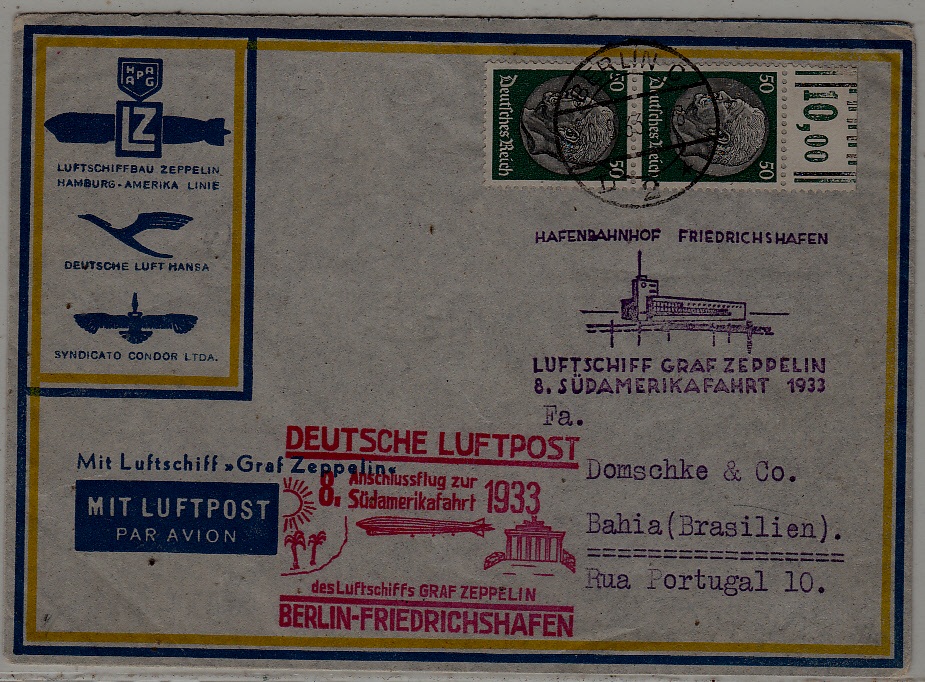 HAPAG
LZ
LUFTSCHIFFBAU ZEPPELIN
HAMBURG-AMERIKA LINIE
DEUTSCHE LUFT HANSA
SYNDICATO CONDOR LTDA.
Deutsches Reich
50
50
Deutsches Reich
50
50
10,00
BERLIN C
2
HAFENBAHNHOF FRIEDRICHSHAFEN
LUFTSCHIFF GRAF ZEPPELIN
8. SÜDAMERIKAFAHRT 1933
Fa.
Domschke & Co.
Bahia(Brasilien).
Rua Portugal 10.
Mit Luftschiff »Graf Zeppelin«
MIT LUFTPOST
PAR AVION
DEUTSCHE LUFTPOST
8. Anschlussflug zur
Südamerikafahrt 1933
des Luftschiffs GRAF ZEPPELIN
BERLIN-FRIEDRICHSHAFEN